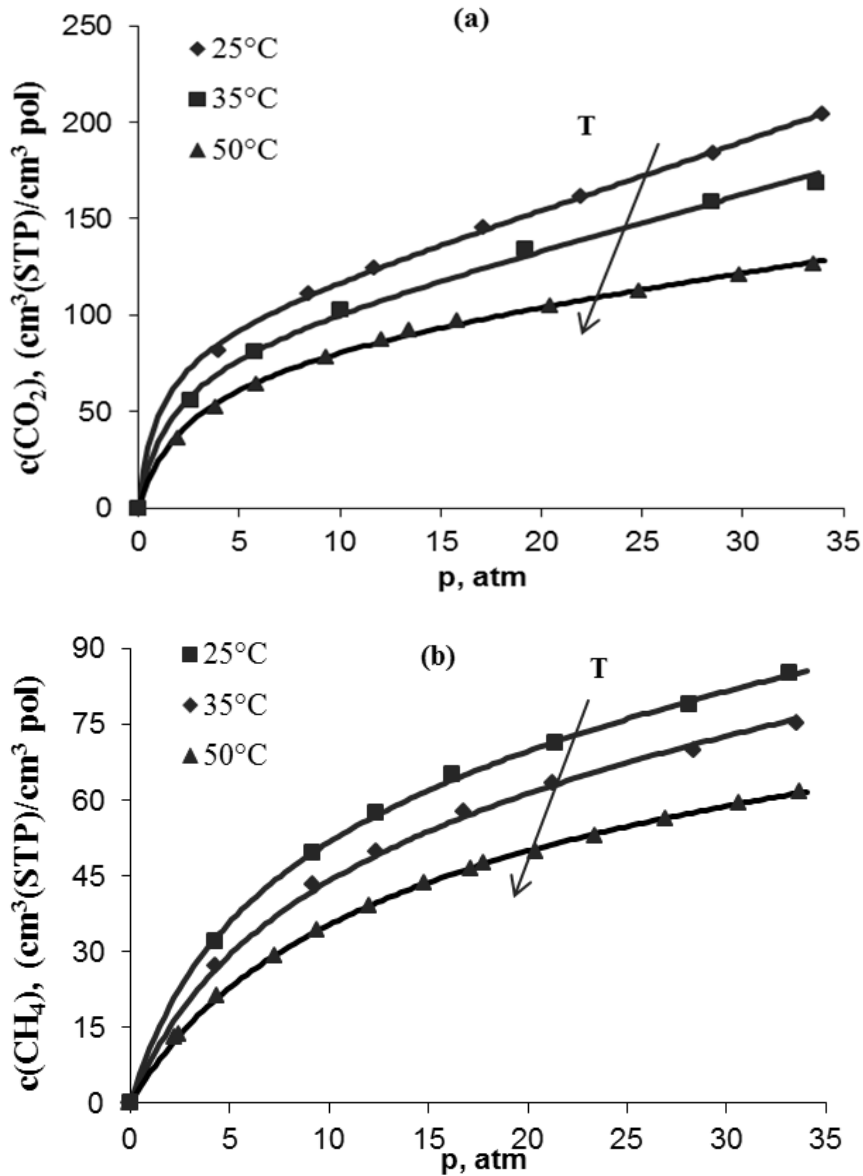 (a)
25°C
35°C
50°C
T
250
200
150
100
50
0
c(CO₂), (cm³(STP)/cm³ pol)
0 5 10 15 20 25 30 35
p, atm
(b)
25°C
35°C
50°C
T
90
75
60
45
30
15
0
c(CH₄), (cm³(STP)/cm³ pol)
0 5 10 15 20 25 30 35
p, atm